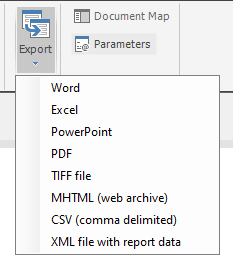 Export
Document Map
Parameters
Word
Excel
PowerPoint
PDF
TIFF file
MHTML (web archive)
CSV (comma delimited)
XML file with report data